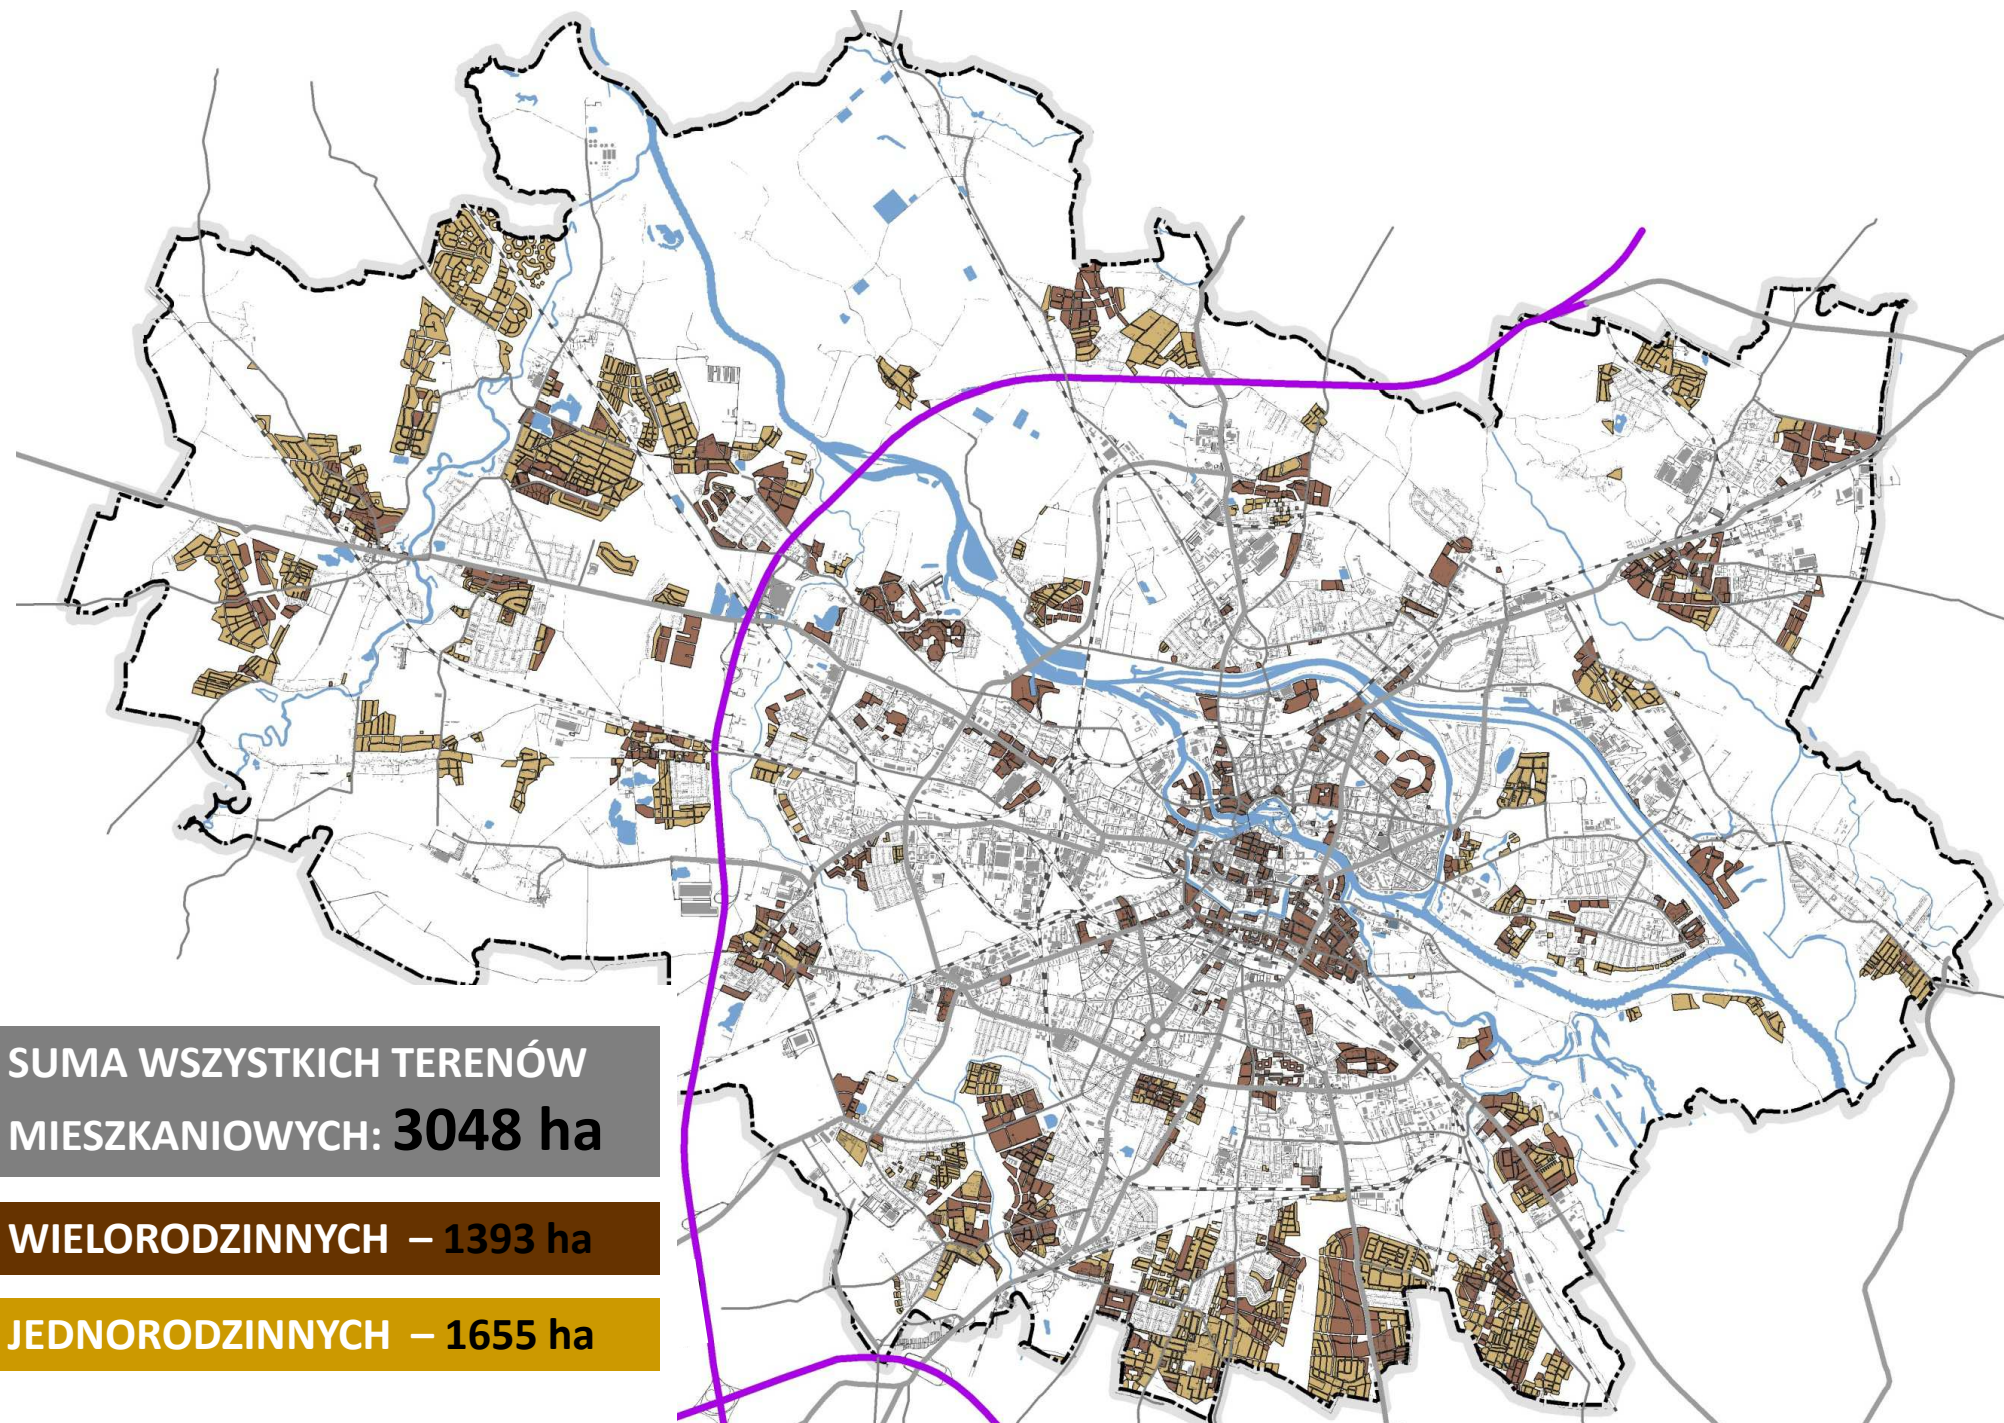 SUMA WSZYSTKICH TERENÓW
MIESZKANIOWYCH: 3048 ha
WIELORODZINNYCH – 1393 ha
JEDNORODZINNYCH – 1655 ha